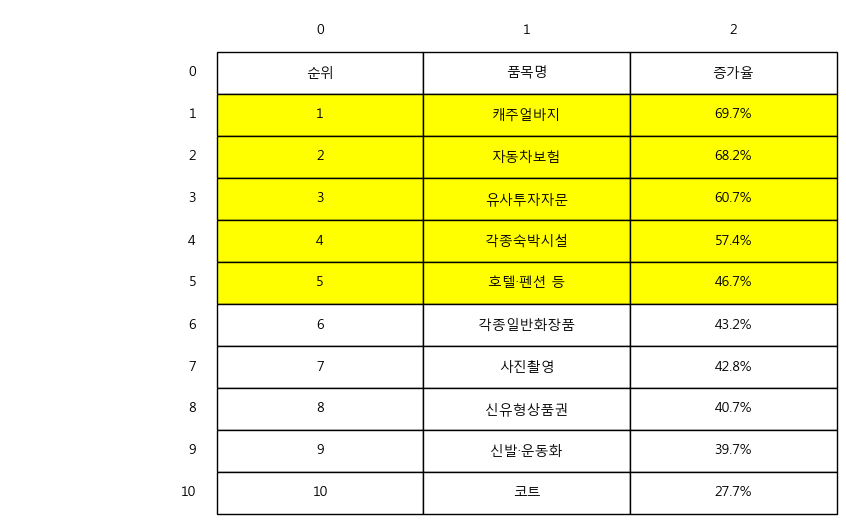 0 1 2
0 순위 품목명 증가율
1 1 캐주얼바지 69.7%
2 2 자동차보험 68.2%
3 3 유사투자자문 60.7%
4 4 각종숙박시설 57.4%
5 5 호텔·펜션 등 46.7%
6 6 각종일반화장품 43.2%
7 7 사진촬영 42.8%
8 8 신유형상품권 40.7%
9 9 신발·운동화 39.7%
10 10 코트 27.7%